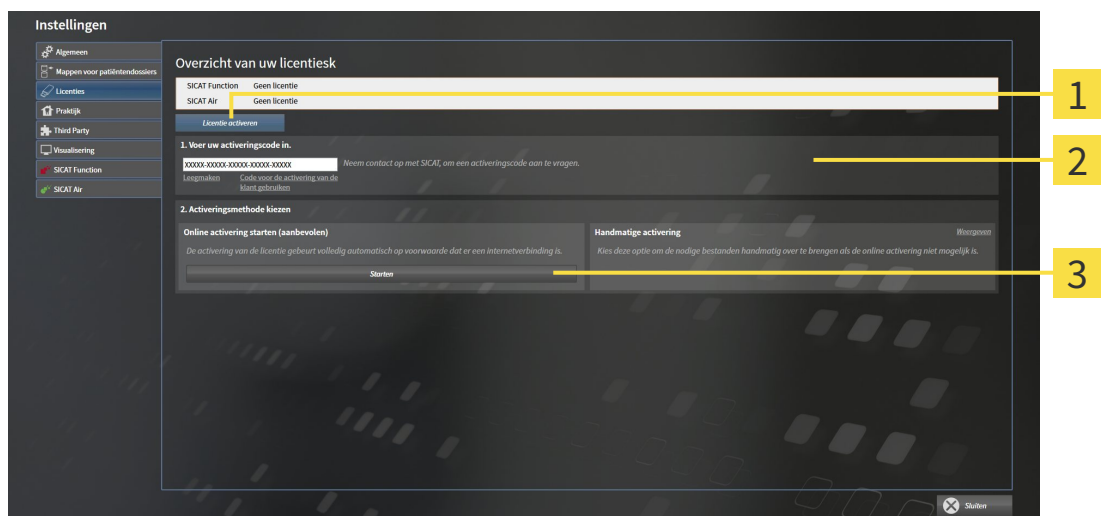 Instellingen
Algemeen
Mappen voor patiëntendossiers
Licenties
Praktijk
Third Party
Visualisering
SICAT Function
SICAT Air
Overzicht van uw licentiesk
SICAT Function Geen licentie
SICAT Air Geen licentie
Licentie activeren
1. Voer uw activeringscode in.
XXXXX-XXXXX-XXXXX-XXXXX-XXXXX
Neem contact op met SICAT, om een activeringscode aan te vragen.
Leegmaken
Code voor de activering van de
klant gebruiken
2. Activeringsmethode kiezen
Online activering starten (aanbevolen)
De activering van de licentie gebeurt volledig automatisch op voorwaarde dat er een internetverbinding is.
Starten
Handmatige activering
Weergeven
Kies deze optie om de nodige bestanden handmatig over te brengen als de online activering niet mogelijk is.
Sluiten
1
2
3